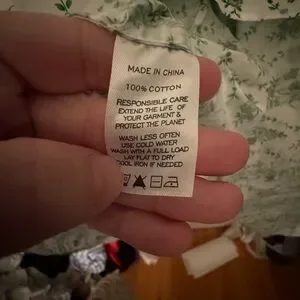 MADE IN CHINA
100% COTTON
RESPONSIBLE CARE
EXTEND THE LIFE OF
YOUR GARMENT &
PROTECT THE PLANET
WASH LESS OFTEN
USE COLD WATER
WASH WITH A FULL LOAD
LAY FLAT TO DRY
COOL IRON IF NEEDED